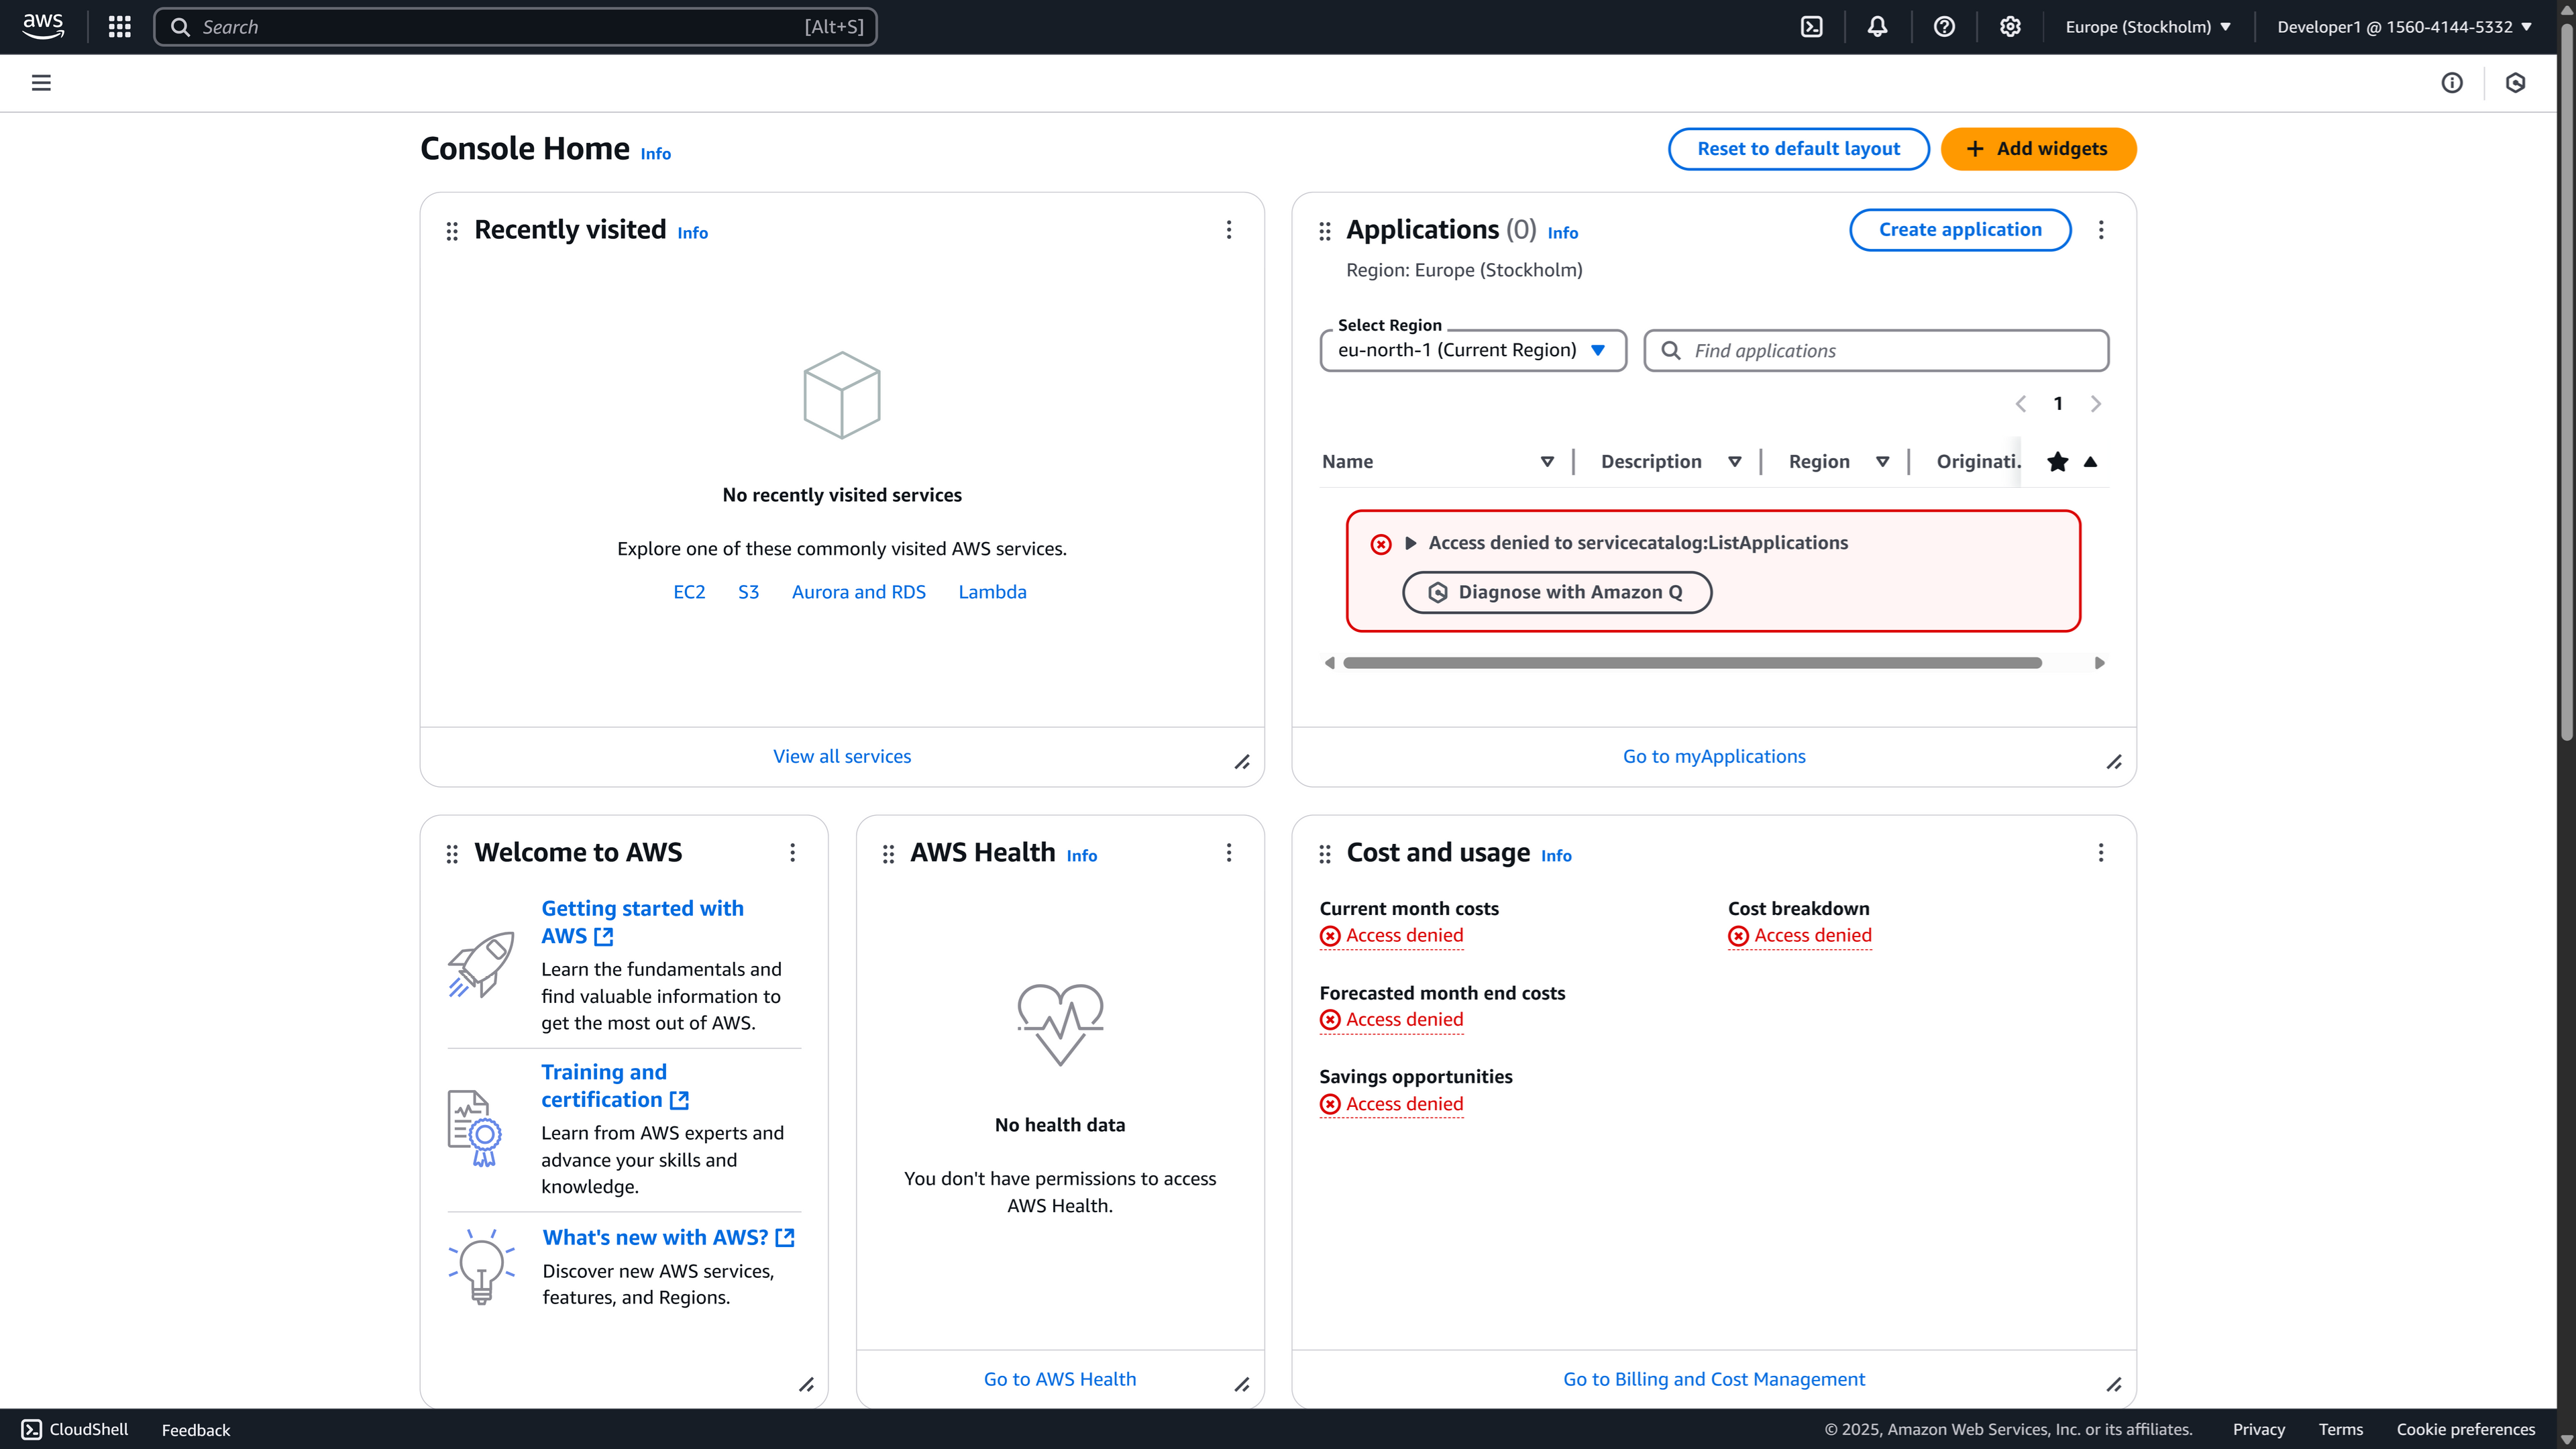 aws
Search [Alt+S]
Europe (Stockholm)
Developer1 @ 1560-4144-5332
Console Home Info
Reset to default layout
Add widgets
Recently visited Info
No recently visited services
Explore one of these commonly visited AWS services.
EC2 S3 Aurora and RDS Lambda
View all services
Applications (0) Info
Create application
Region: Europe (Stockholm)
Select Region
eu-north-1 (Current Region)
Find applications
1
Name Description Region Originati.
Access denied to servicecatalog:ListApplications
Diagnose with Amazon Q
Go to myApplications
Welcome to AWS
Getting started with
AWS
Learn the fundamentals and
find valuable information to
get the most out of AWS.
Training and
certification
Learn from AWS experts and
advance your skills and
knowledge.
What's new with AWS?
Discover new AWS services,
features, and Regions.
AWS Health Info
No health data
You don't have permissions to access
AWS Health.
Go to AWS Health
Cost and usage Info
Current month costs
Access denied
Forecasted month end costs
Access denied
Savings opportunities
Access denied
Cost breakdown
Access denied
Go to Billing and Cost Management
CloudShell Feedback
© 2025, Amazon Web Services, Inc. or its affiliates. Privacy Terms Cookie preferences